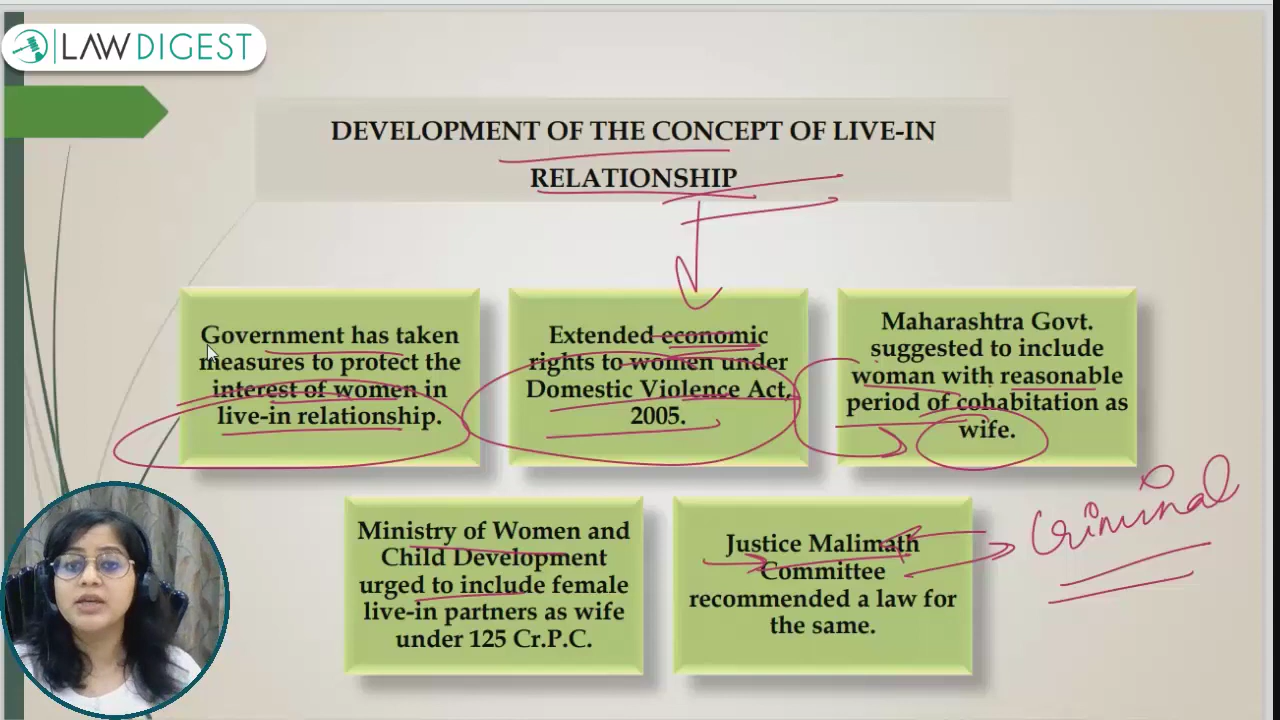 LAWDIGEST
DEVELOPMENT OF THE CONCEPT OF LIVE-IN
RELATIONSHIP
Government has taken
measures to protect the
interest of women in
live-in relationship.
Extended economic
rights to women under
Domestic Violence Act,
2005.
Maharashtra Govt.
suggested to include
woman with reasonable
period of cohabitation as
wife.
Ministry of Women and
Child Development
urged to include female
live-in partners as wife
under 125 Cr.P.C.
Justice Malimath
Committee
recommended a law for
the same.
Criminal